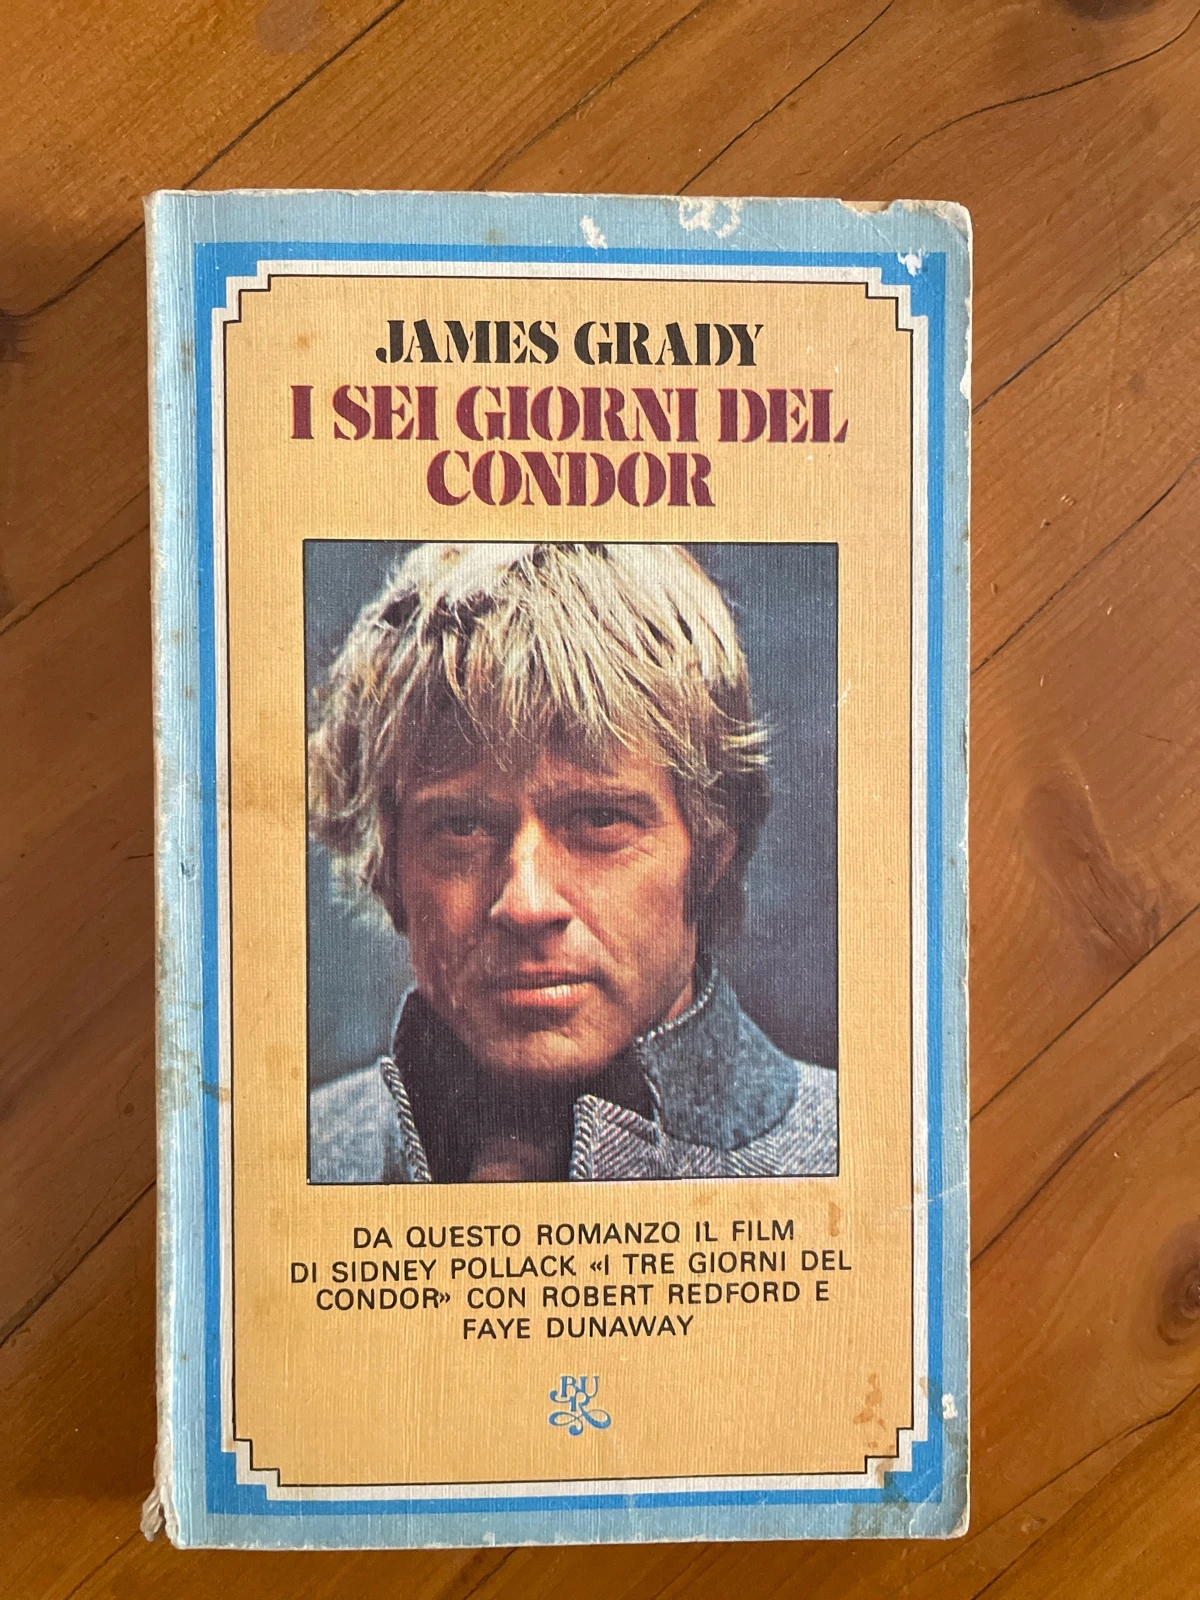 JAMES GRADY
I SEI GIORNI DEL
CONDOR
DA QUESTO ROMANZO IL FILM
DI SIDNEY POLLACK «I TRE GIORNI DEL
CONDOR» CON ROBERT REDFORD E
FAYE DUNAWAY
BUR